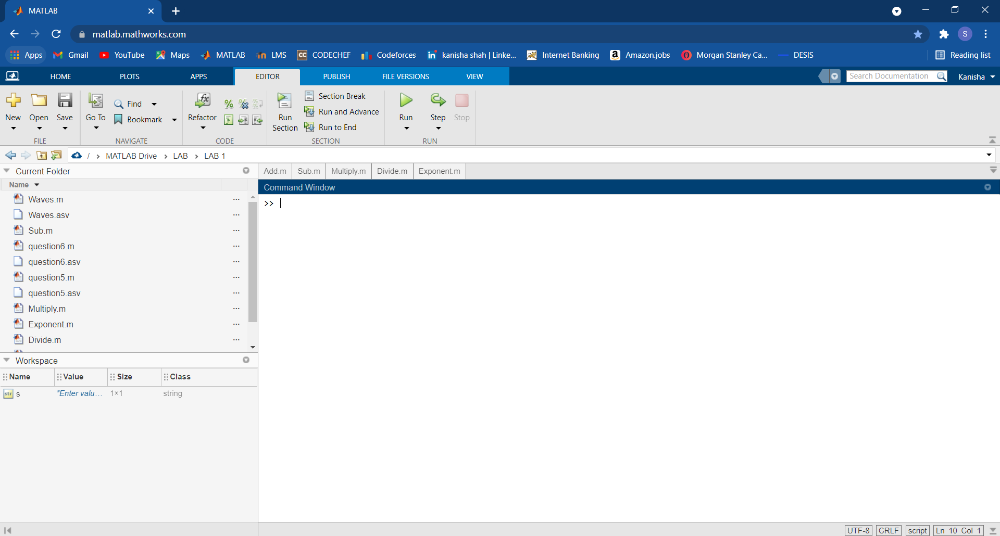 MATLAB
matlab.mathworks.com
S
Apps Gmail YouTube Maps MATLAB LMS CODECHEF Codeforces kanisha shah | Linke... Internet Banking Amazon.jobs Morgan Stanley Ca... DESIS Reading list
HOME PLOTS APPS EDITOR PUBLISH FILE VERSIONS VIEW Search Documentation Kanisha
New Open Save Go To Find Bookmark Refactor Run Section Section Break Run and Advance Run to End Run Step Stop
FILE NAVIGATE CODE SECTION RUN
/ > MATLAB Drive > LAB > LAB 1
Current Folder
Add.m Sub.m Multiply.m Divide.m Exponent.m
Name
Command Window
>>
Waves.m ...
Waves.asv ...
Sub.m ...
question6.m ...
question6.asv ...
question5.m ...
question5.asv ...
Multiply.m ...
Exponent.m ...
Divide.m ...
Workspace
Name Value Size Class
str s "Enter valu... 1×1 string
UTF-8 CRLF script Ln 10 Col 1